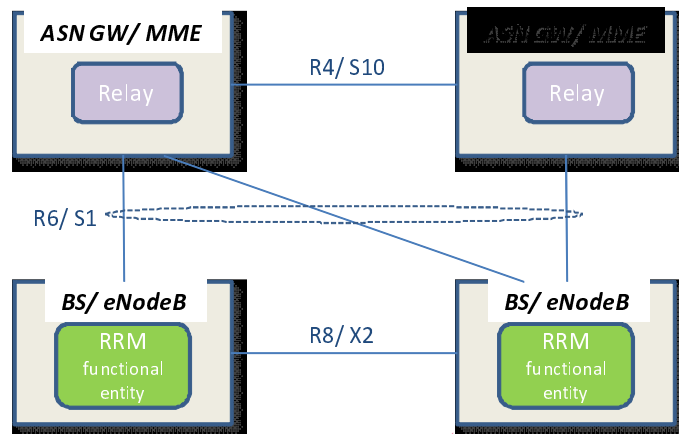 ASN GW/ MME
ASN GW/ MME
R4/ S10
Relay
Relay
R6/ S1
BS/ eNodeB
BS/ eNodeB
R8/ X2
RRM
functional
entity
RRM
functional
entity